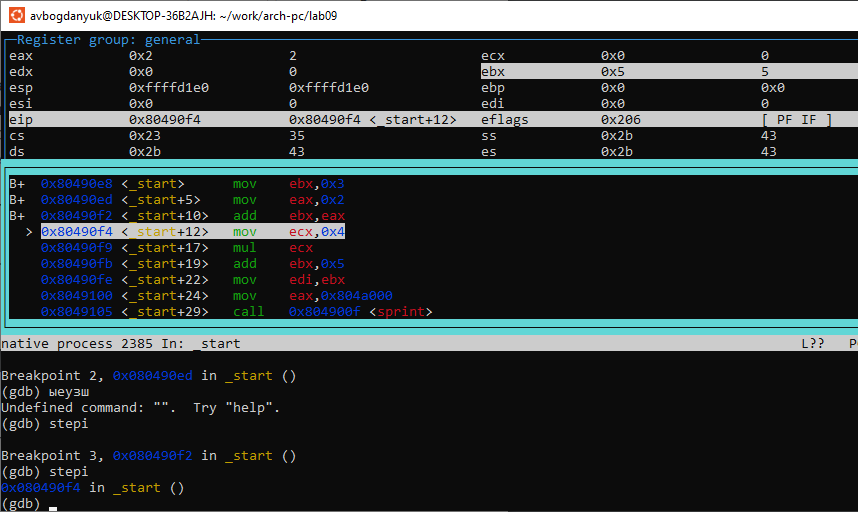 avbogdanyuk@DESKTOP-36B2AJH: ~/work/arch-pc/lab09
Register group: general
eax 0x2 2 ecx 0x0 0
edx 0x0 0 ebx 0x5 5
esp 0xffffd1e0 0xffffd1e0 ebp 0x0 0x0
esi 0x0 0 edi 0x0 0
eip 0x80490f4 0x80490f4 <_start+12> eflags 0x206 [ PF IF ]
cs 0x23 35 ss 0x2b 43
ds 0x2b 43 es 0x2b 43
B+ 0x80490e8 <_start> mov ebx,0x3
B+ 0x80490ed <_start+5> mov eax,0x2
B+ 0x80490f2 <_start+10> add ebx,eax
> 0x80490f4 <_start+12> mov ecx,0x4
0x80490f9 <_start+17> mul ecx
0x80490fb <_start+19> add ebx,0x5
0x80490fe <_start+22> mov edi,ebx
0x8049100 <_start+24> mov eax,0x804a000
0x8049105 <_start+29> call 0x804900f <sprint>
native process 2385 In: _start L?? P
Breakpoint 2, 0x080490ed in _start ()
(gdb) ыеузш
Undefined command: "". Try "help".
(gdb) stepi
Breakpoint 3, 0x080490f2 in _start ()
(gdb) stepi
0x080490f4 in _start ()
(gdb)